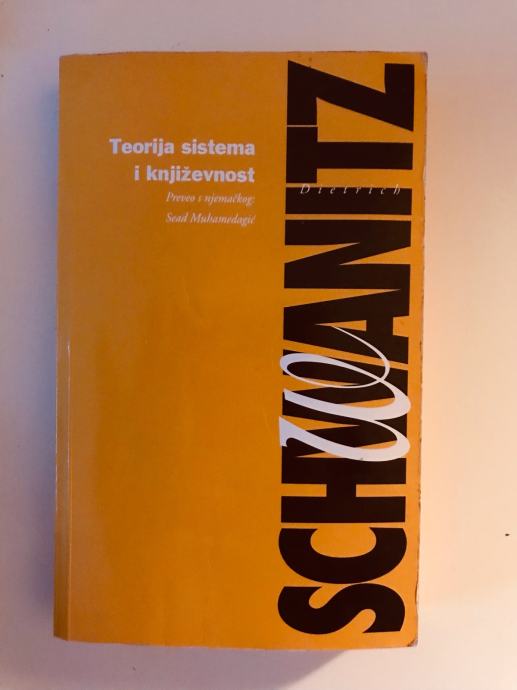 Teorija sistema
i književnost
Preveo s njemačkog:
Sead Muhamedagić
Dietrich
SCHWANITZ
w